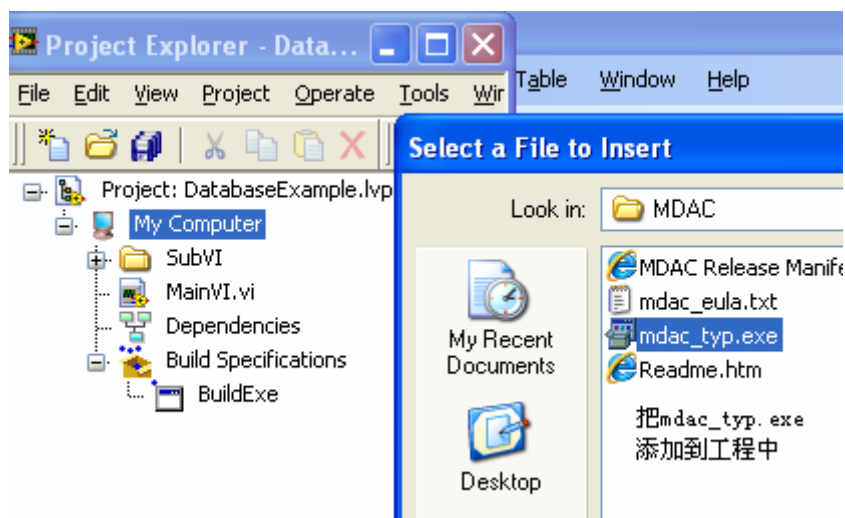 Project Explorer - Data...
File Edit View Project Operate Tools Wir
Table Window Help
Select a File to Insert
Project: DatabaseExample.lvp
My Computer
SubVI
MainVI.vi
Dependencies
Build Specifications
BuildExe
Look in: MDAC
My Recent
Documents
Desktop
MDAC Release Manife
mdac_eula.txt
mdac_typ.exe
Readme.htm
把mdac_typ.exe
添加到工程中